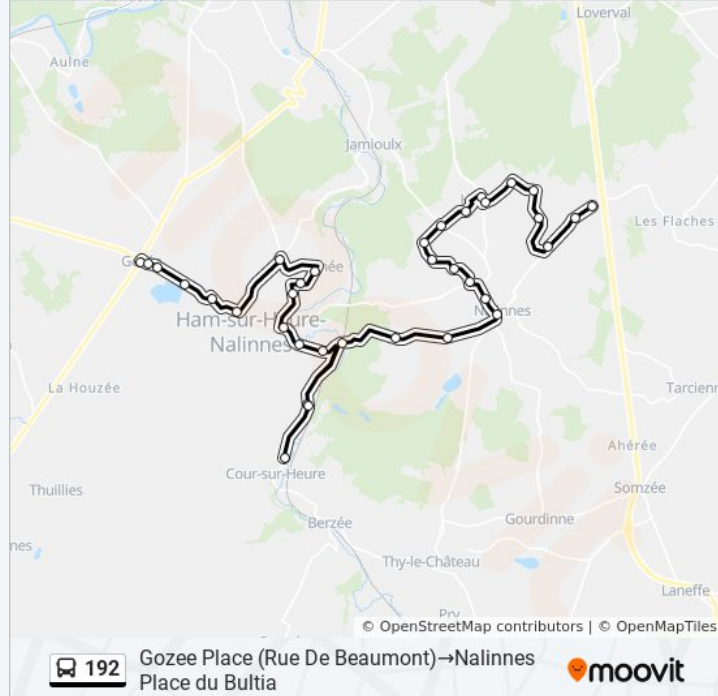 Loverval
Aulne
Jamioulx
Les Flaches
Ham-sur-Heure-
Nalinnes
Nalinnes
La Houzée
Tarcienn
Ahérée
Cour-sur-Heure
Somzée
Thuillies
Berzée
Gourdinne
nes
Thy-le-Château
Laneffe
Pry
© OpenStreetMap contributors | © OpenMapTiles
192
Gozee Place (Rue De Beaumont)→Nalinnes
Place du Bultia
moovit